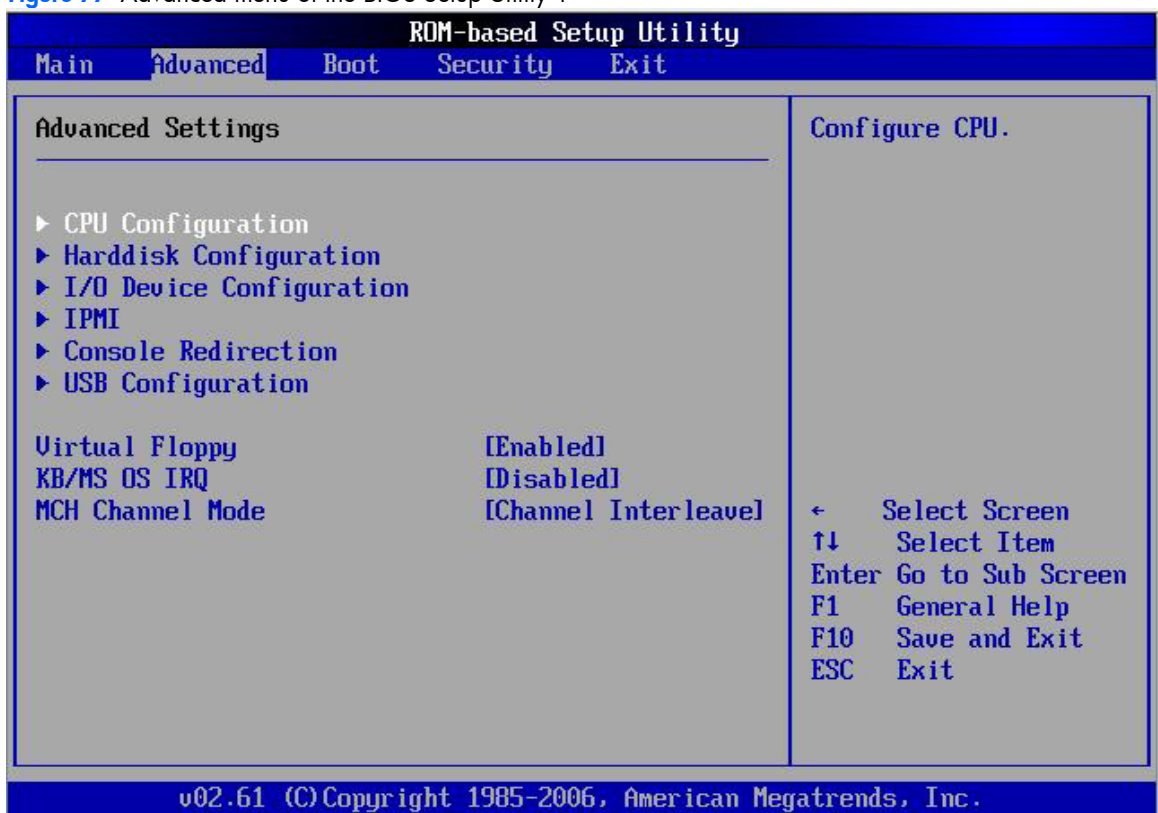 ROM-based Setup Utility
Main Advanced Boot Security Exit
Advanced Settings
▶ CPU Configuration
▶ Harddisk Configuration
▶ I/O Device Configuration
▶ IPMI
▶ Console Redirection
▶ USB Configuration
Virtual Floppy [Enabled]
KB/MS OS IRQ [Disabled]
MCH Channel Mode [Channel Interleave]
Configure CPU.
← Select Screen
↑↓ Select Item
Enter Go to Sub Screen
F1 General Help
F10 Save and Exit
ESC Exit
v02.61 (C)Copyright 1985-2006, American Megatrends, Inc.